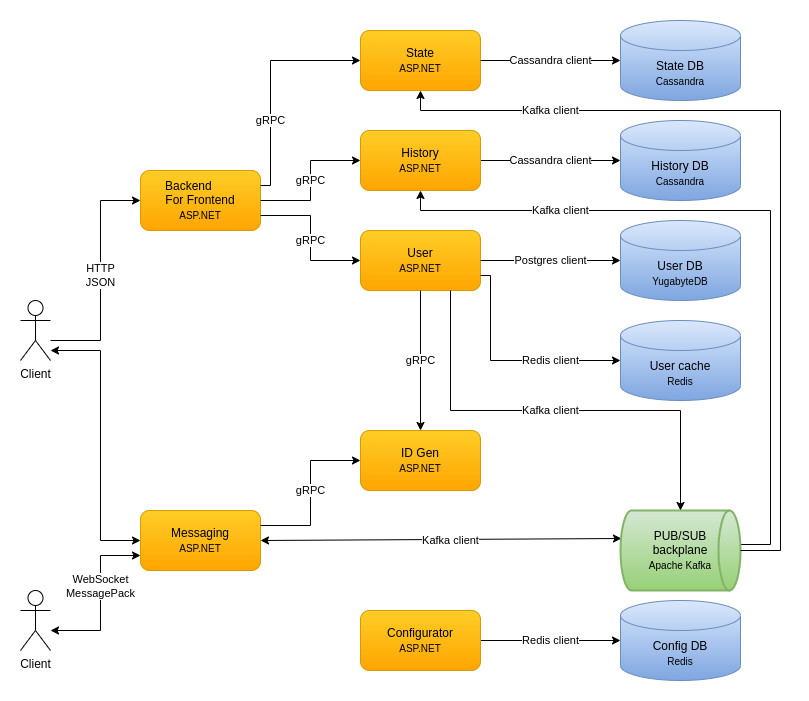 State
ASP.NET
Cassandra client
State DB
Cassandra
Kafka client
gRPC
History
ASP.NET
Cassandra client
History DB
Cassandra
Backend
For Frontend
ASP.NET
gRPC
Kafka client
gRPC
User
ASP.NET
Postgres client
User DB
YugabyteDB
HTTP
JSON
Client
gRPC
Redis client
User cache
Redis
Kafka client
ID Gen
ASP.NET
gRPC
Messaging
ASP.NET
Kafka client
PUB/SUB
backplane
Apache Kafka
WebSocket
MessagePack
Client
Configurator
ASP.NET
Redis client
Config DB
Redis